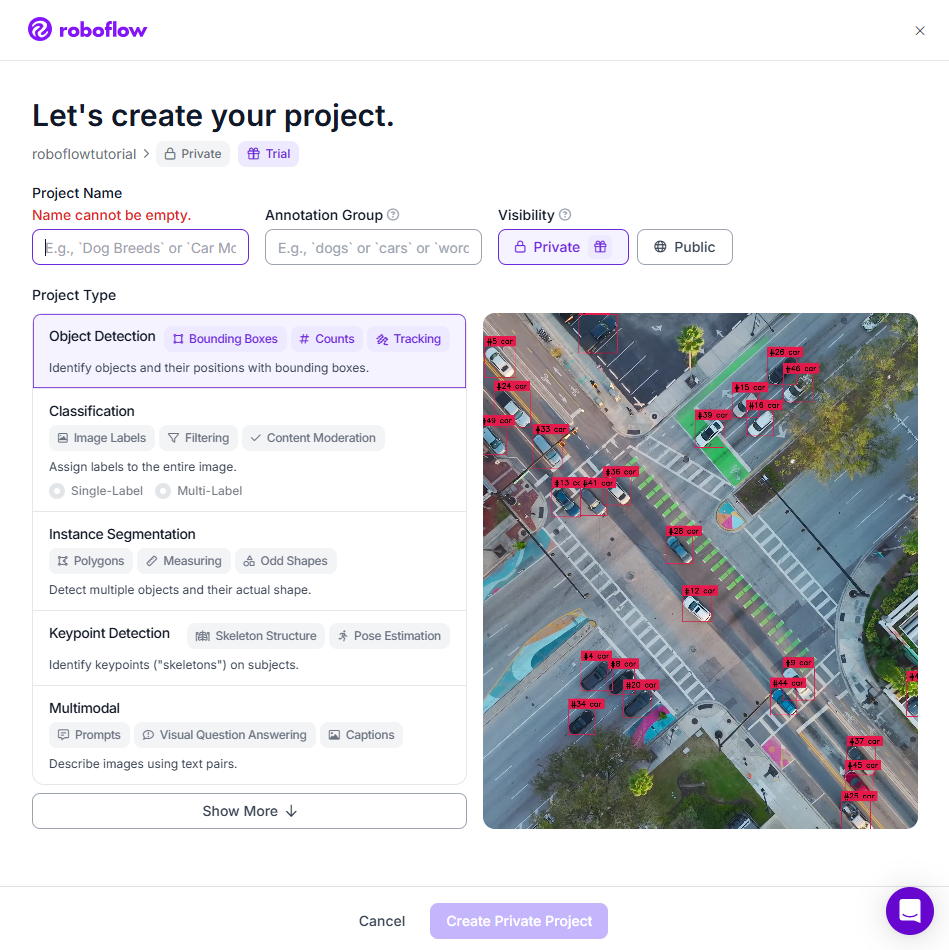 roboflow
Let's create your project.
roboflowtutorial > Private Trial
Project Name
Name cannot be empty.
Annotation Group
Visibility
E.g., `Dog Breeds` or `Car Mo
E.g., `dogs` or `cars` or `word
Private
Public
Project Type
Object Detection Bounding Boxes Counts Tracking
Identify objects and their positions with bounding boxes.
Classification
Image Labels Filtering Content Moderation
Assign labels to the entire image.
Single-Label Multi-Label
Instance Segmentation
Polygons Measuring Odd Shapes
Detect multiple objects and their actual shape.
Keypoint Detection Skeleton Structure Pose Estimation
Identify keypoints ("skeletons") on subjects.
Multimodal
Prompts Visual Question Answering Captions
Describe images using text pairs.
Show More ↓
#5 car
#26 car
#46 car
#24 car
#15 car
#16 car
#39 car
49 car
#33 car
#36 car
#13 c
#41 car
#28 car
#12 car
#4 car
#8 car
#9 car
#20 car
#44 car
#34 car
#37 car
#45 car
#25 car
Cancel
Create Private Project